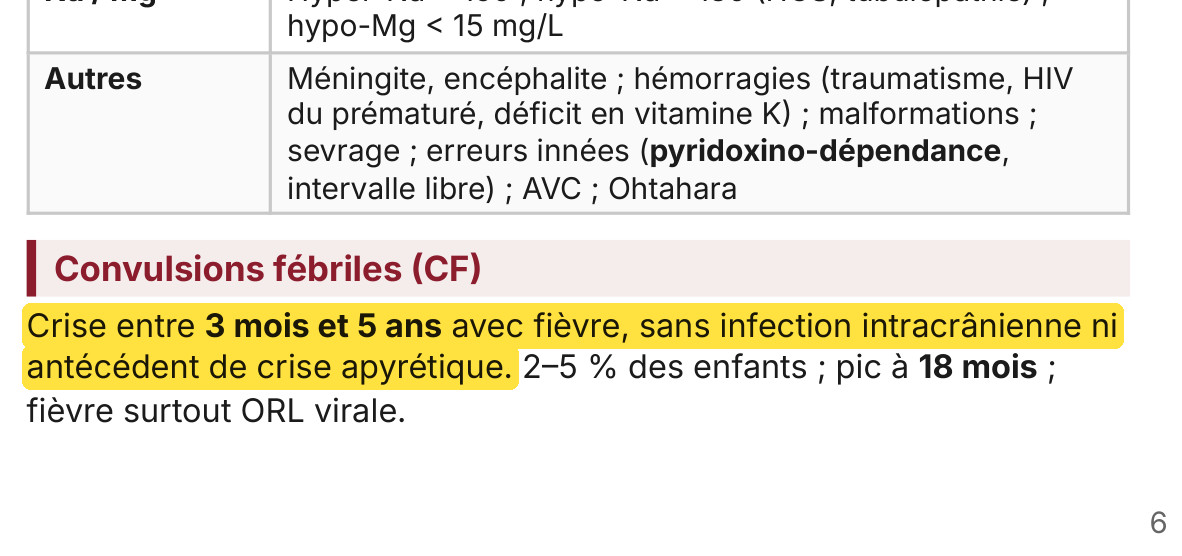 hypo-Mg < 15 mg/L
Autres
Méningite, encéphalite ; hémorragies (traumatisme, HIV
du prématuré, déficit en vitamine K) ; malformations ;
sevrage ; erreurs innées (pyridoxino-dépendance,
intervalle libre) ; AVC ; Ohtahara
Convulsions fébriles (CF)
Crise entre 3 mois et 5 ans avec fièvre, sans infection intracrânienne ni
antécédent de crise apyrétique. 2–5 % des enfants ; pic à 18 mois ;
fièvre surtout ORL virale.
6